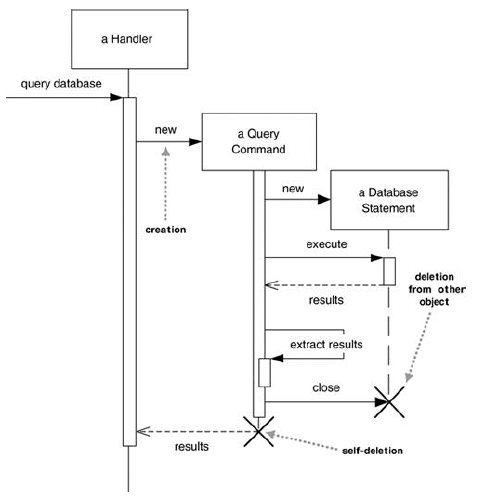 a Handler
query database
new
a Query
Command
new
a Database
Statement
creation
execute
deletion
from other
object
results
extract results
close
results
self-deletion